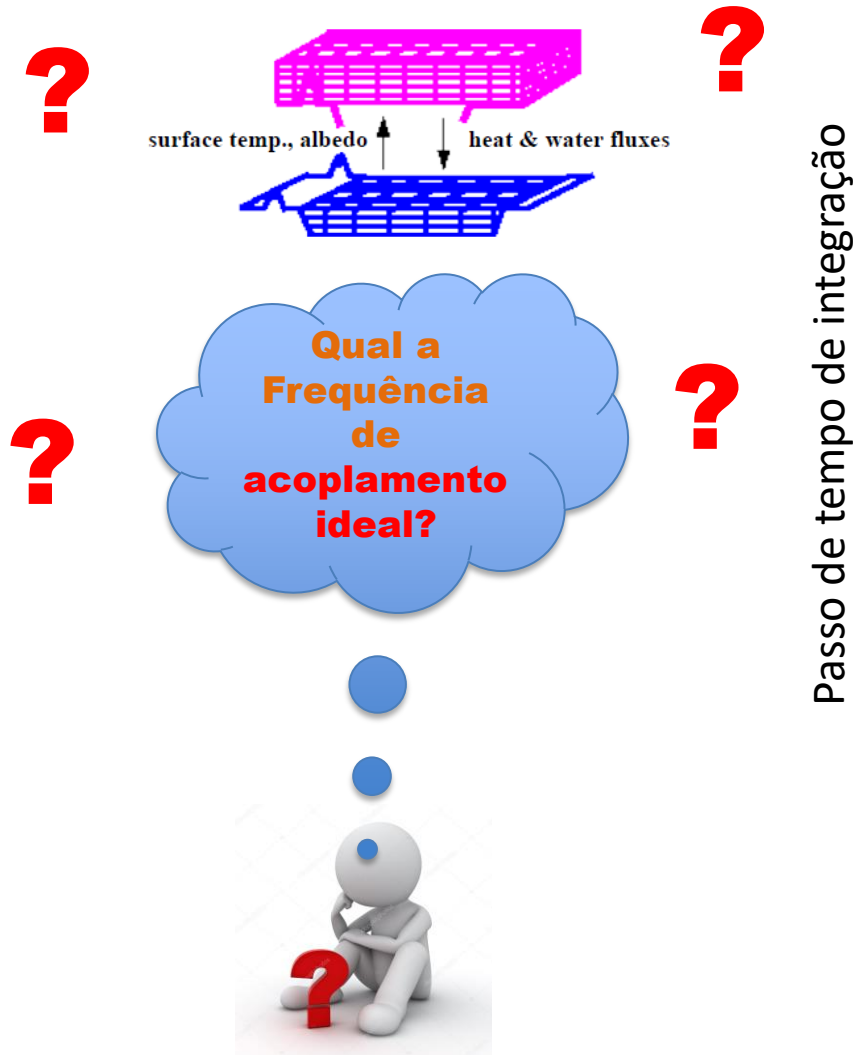 ?
?
surface temp., albedo
heat & water fluxes
Qual a
Frequência
de
acoplamento
ideal?
?
?
Passo de tempo de integração
?